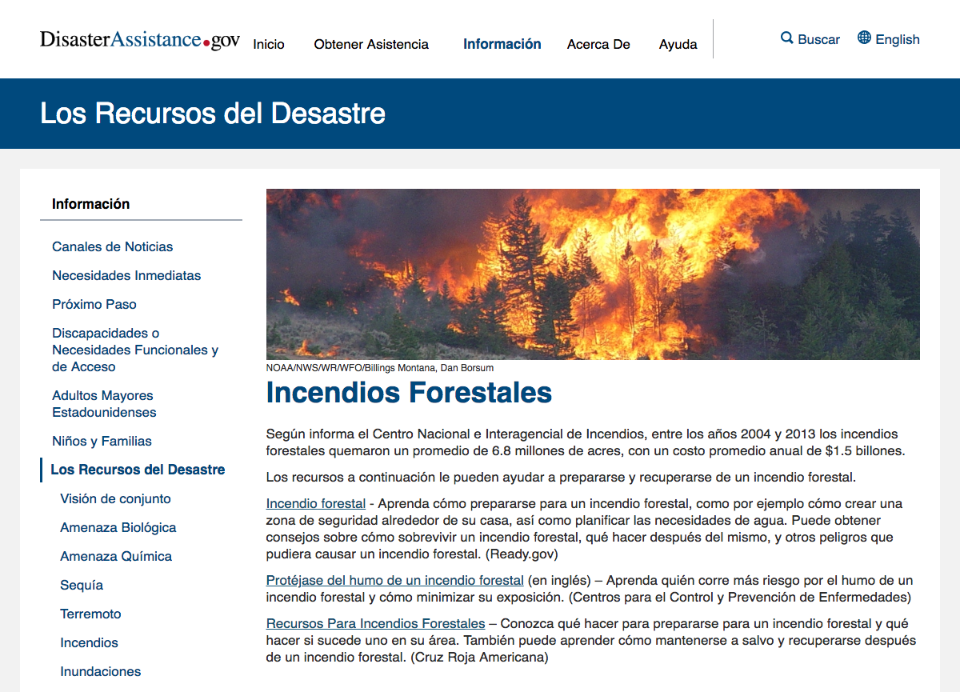 DisasterAssistance.gov
Inicio
Obtener Asistencia
Información
Acerca De
Ayuda
Buscar
English
Los Recursos del Desastre
Información
Canales de Noticias
Necesidades Inmediatas
Próximo Paso
Discapacidades o
Necesidades Funcionales y
de Acceso
Adultos Mayores
Estadounidenses
Niños y Familias
Los Recursos del Desastre
Visión de conjunto
Amenaza Biológica
Amenaza Química
Sequía
Terremoto
Incendios
Inundaciones
NOAA/NWS/WR/WFO/Billings Montana, Dan Borsum
Incendios Forestales
Según informa el Centro Nacional e Interagencial de Incendios, entre los años 2004 y 2013 los incendios
forestales quemaron un promedio de 6.8 millones de acres, con un costo promedio anual de $1.5 billones.
Los recursos a continuación le pueden ayudar a prepararse y recuperarse de un incendio forestal.
Incendio forestal - Aprenda cómo prepararse para un incendio forestal, como por ejemplo cómo crear una
zona de seguridad alrededor de su casa, así como planificar las necesidades de agua. Puede obtener
consejos sobre cómo sobrevivir un incendio forestal, qué hacer después del mismo, y otros peligros que
pudiera causar un incendio forestal. (Ready.gov)
Protéjase del humo de un incendio forestal (en inglés) – Aprenda quién corre más riesgo por el humo de un
incendio forestal y cómo minimizar su exposición. (Centros para el Control y Prevención de Enfermedades)
Recursos Para Incendios Forestales – Conozca qué hacer para prepararse para un incendio forestal y qué
hacer si sucede uno en su área. También puede aprender cómo mantenerse a salvo y recuperarse después
de un incendio forestal. (Cruz Roja Americana)